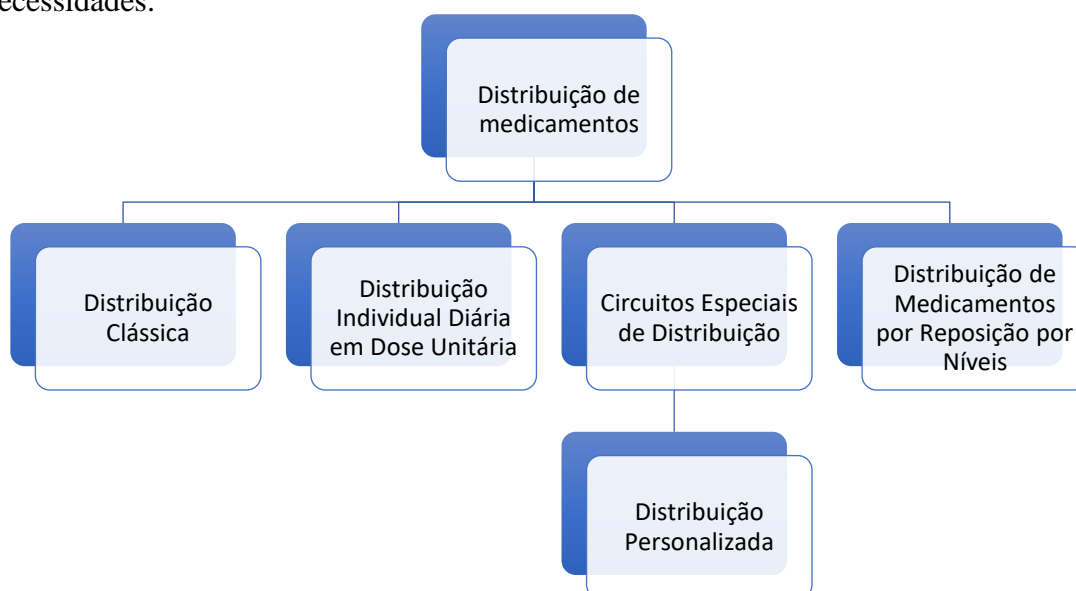 ecessidades.
Distribuição de
medicamentos
Distribuição
Clássica
Distribuição
Individual Diária
em Dose Unitária
Circuitos Especiais
de Distribuição
Distribuição de
Medicamentos
por Reposição por
Níveis
Distribuição
Personalizada